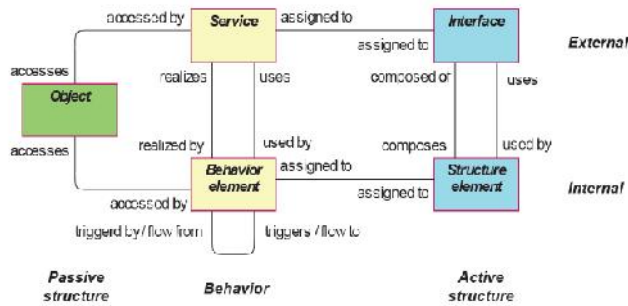 accessed by
Service
assigned to
Interface
External
assigned to
accesses
realizes
uses
composed of
uses
Object
accesses
realized by
used by
composes
used by
Behavior
element
assigned to
Structure
element
Internal
accessed by
assigned to
triggerd by / flow from
triggers / flow to
Passive
structure
Behavior
Active
structure